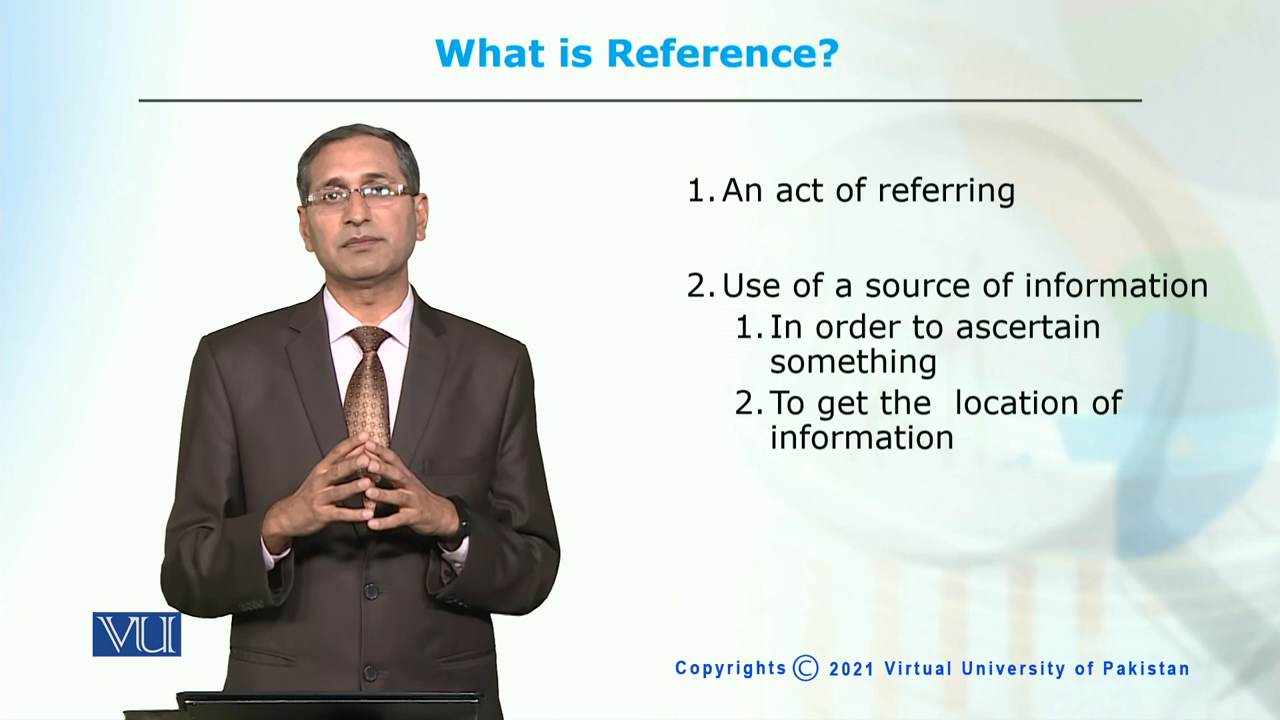 What is Reference?
1. An act of referring
2. Use of a source of information
1. In order to ascertain
something
2. To get the  location of
information
VU
Copyrights © 2021 Virtual University of Pakistan